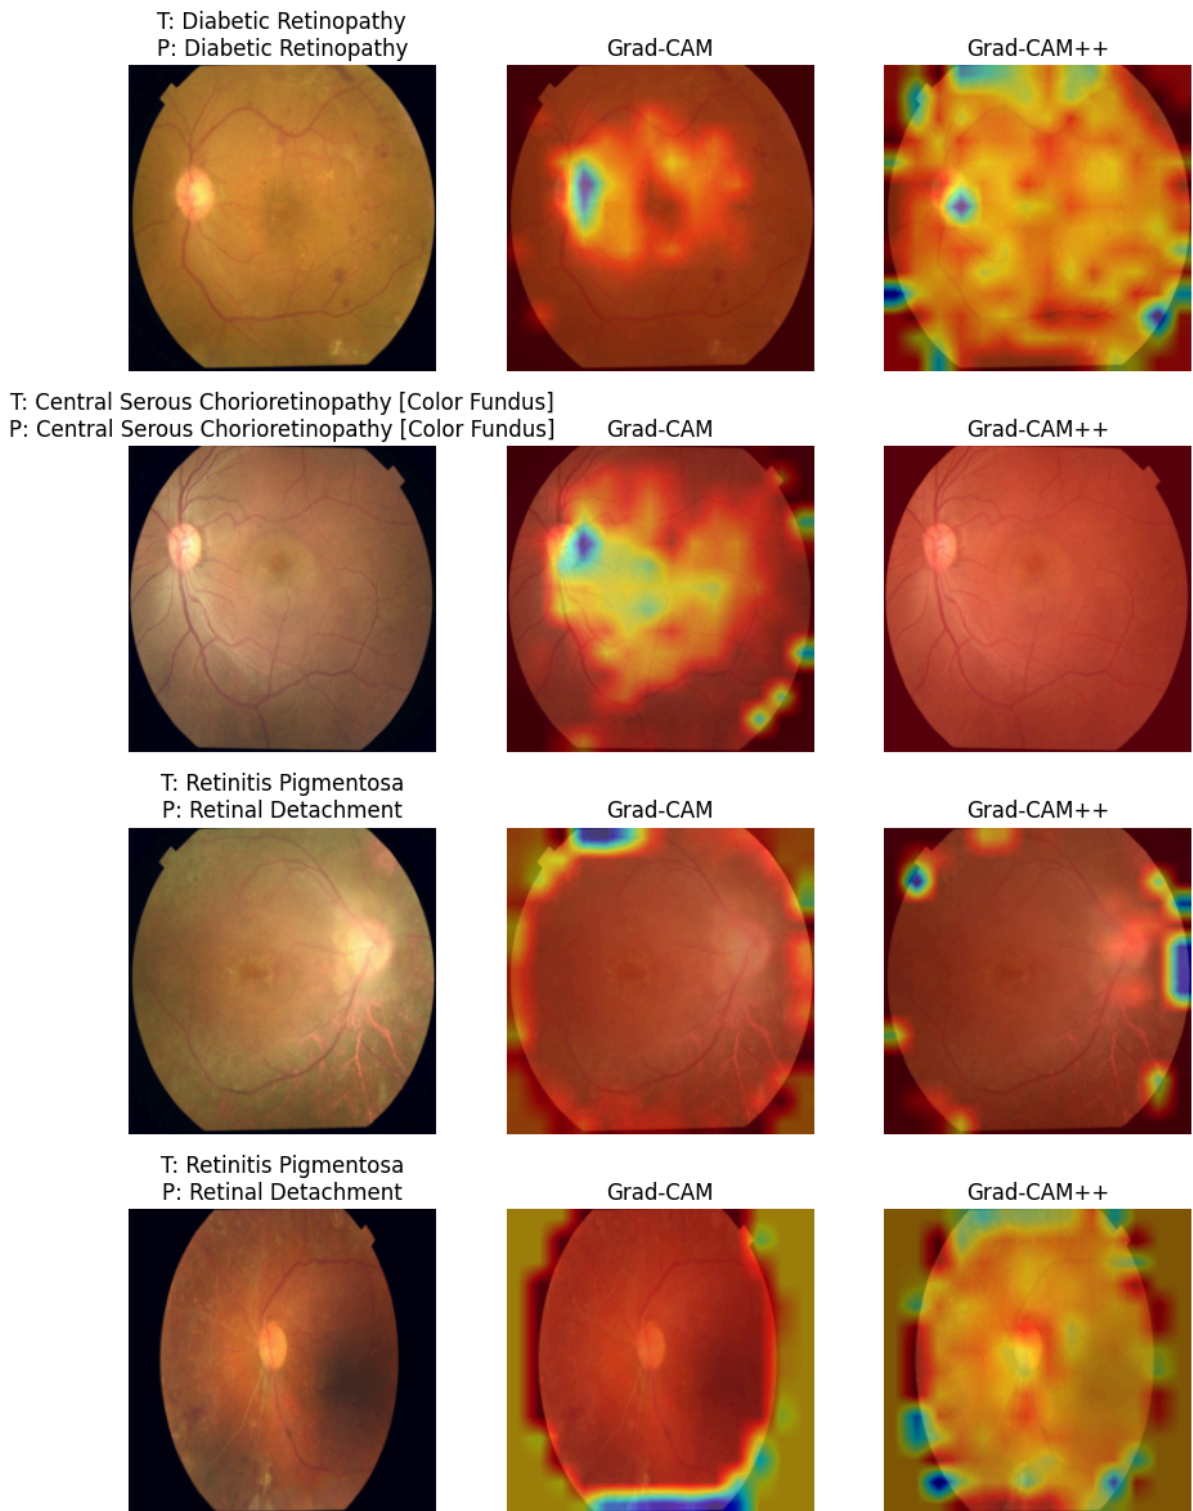 T: Diabetic Retinopathy
P: Diabetic Retinopathy
Grad-CAM
Grad-CAM++
T: Central Serous Chorioretinopathy [Color Fundus]
P: Central Serous Chorioretinopathy [Color Fundus]
Grad-CAM
Grad-CAM++
T: Retinitis Pigmentosa
P: Retinal Detachment
Grad-CAM
Grad-CAM++
T: Retinitis Pigmentosa
P: Retinal Detachment
Grad-CAM
Grad-CAM++